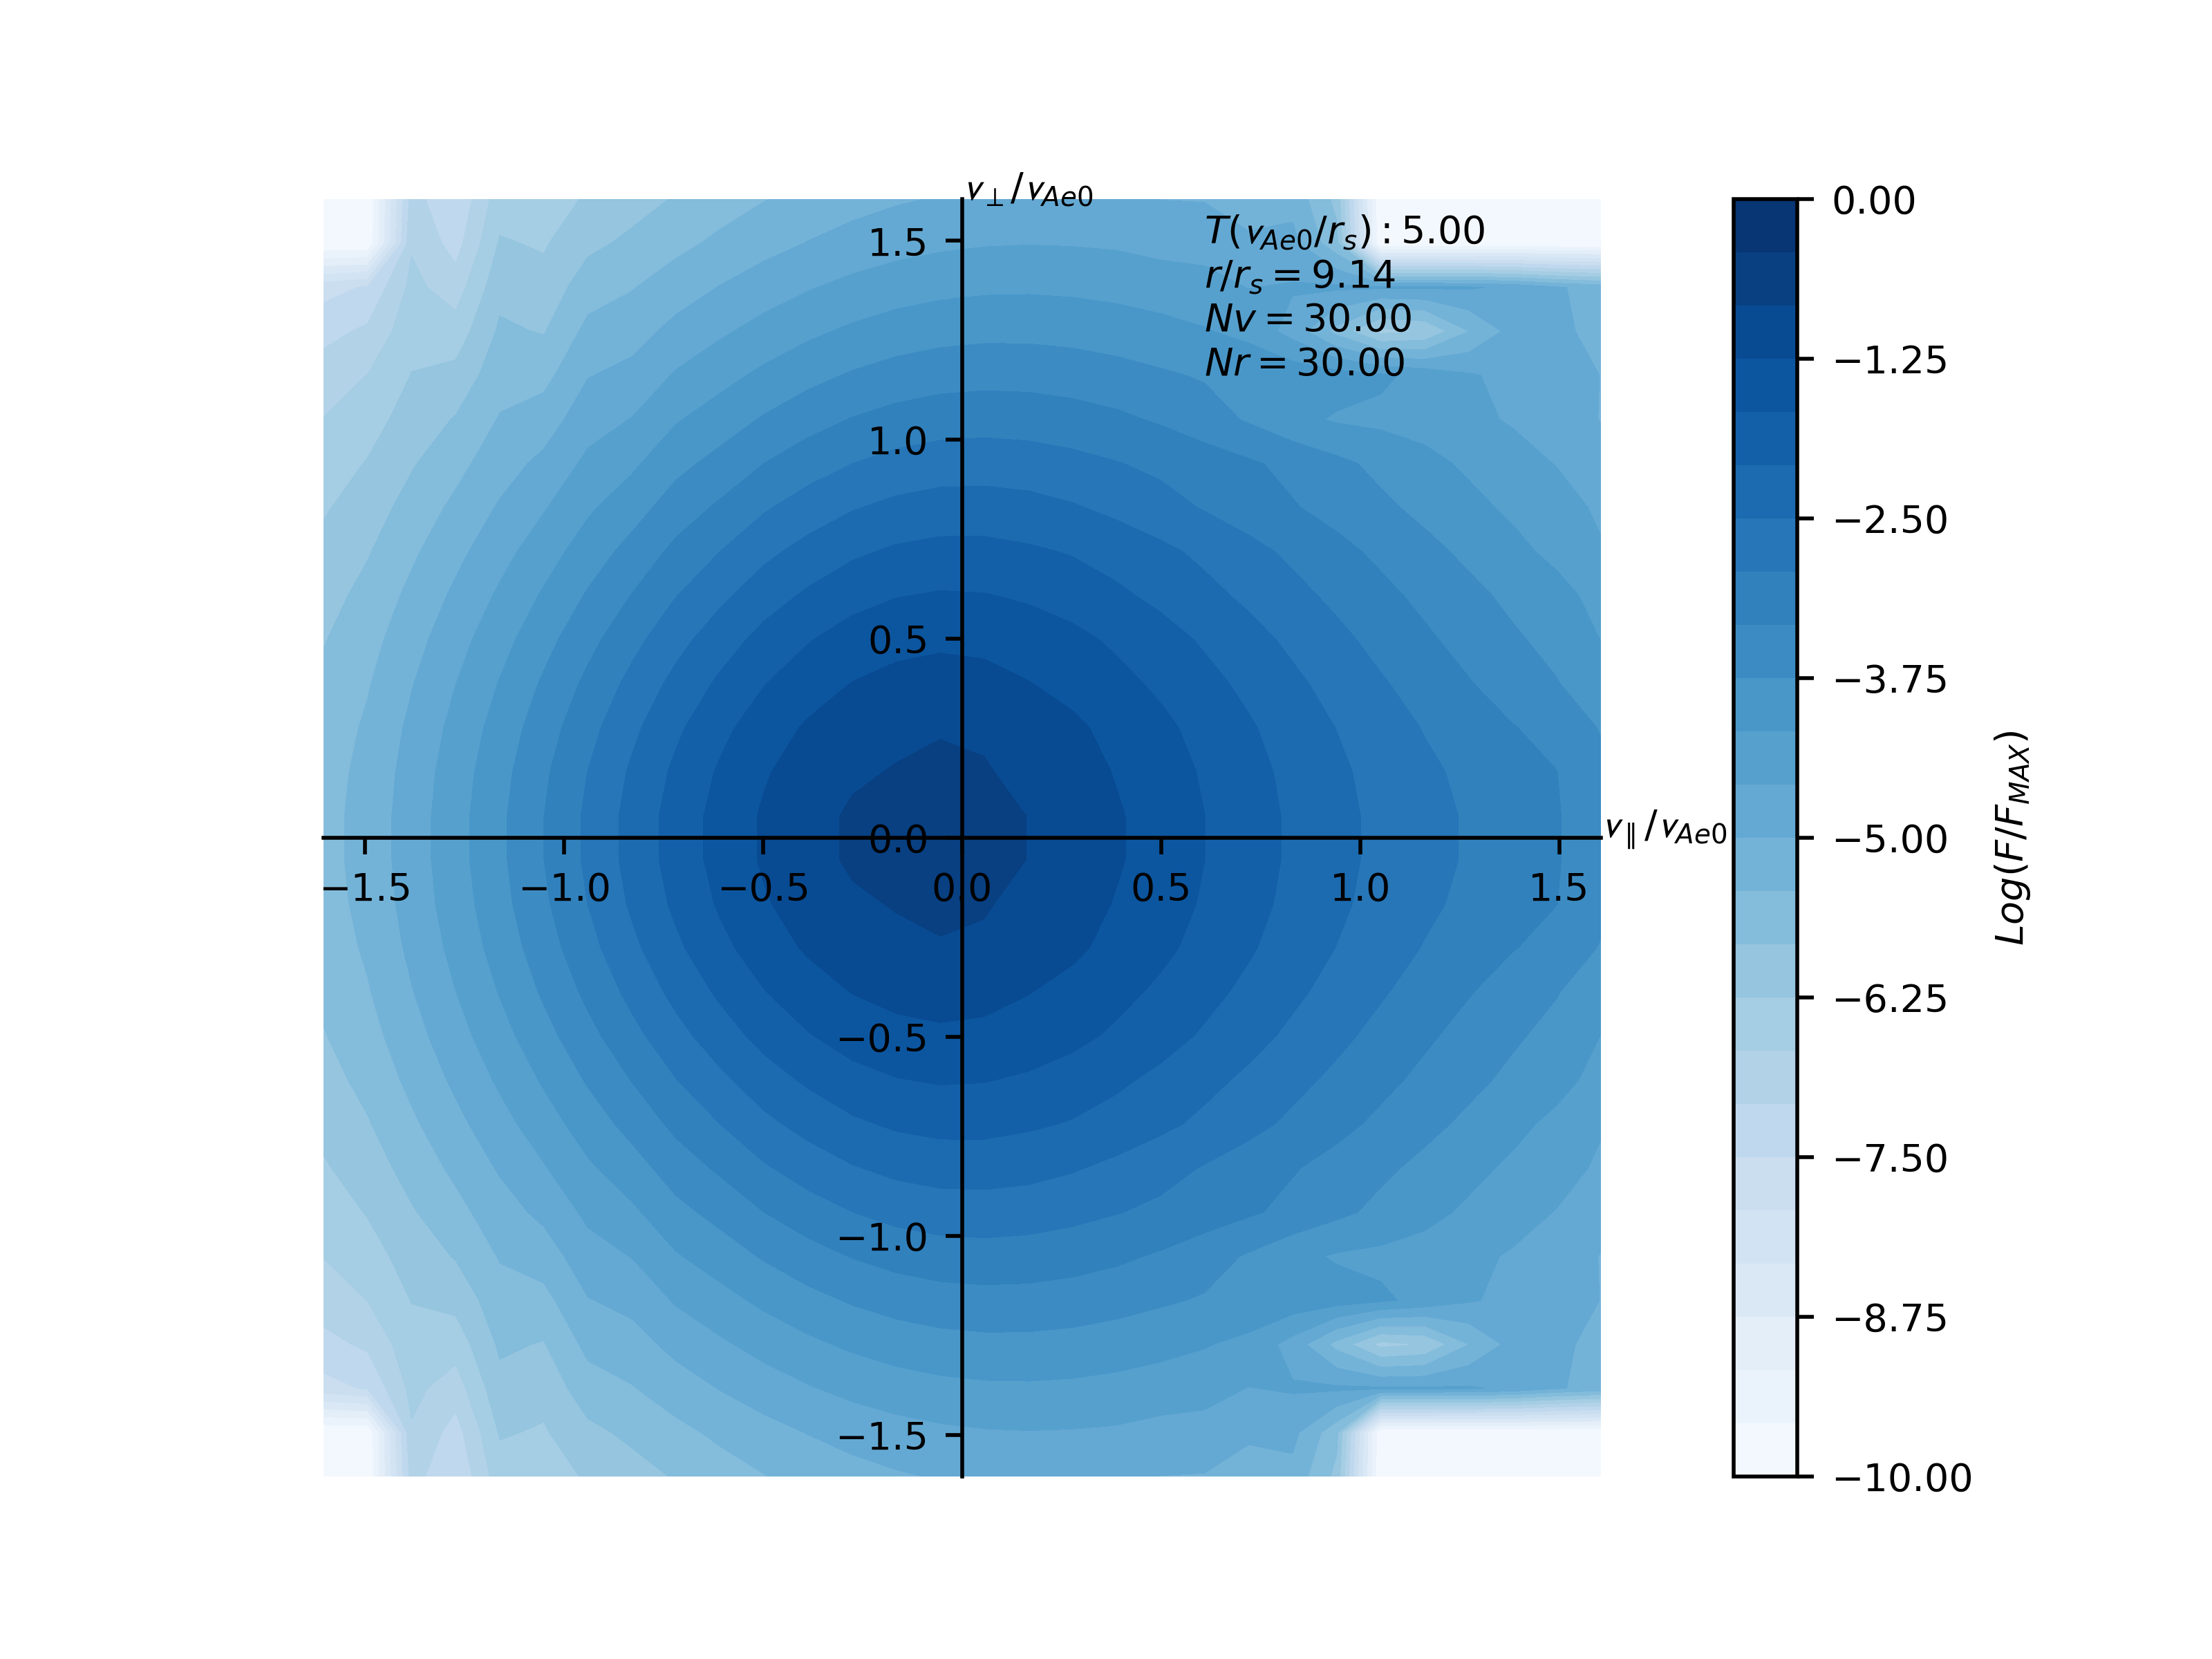 v⊥/vAe0
T(vAe0/rs) : 5.00
r/rs = 9.14
Nv = 30.00
Nr = 30.00
1.5
1.0
0.5
0.0
−0.5
−1.0
−1.5
−1.5 −1.0 −0.5 0.0 0.5 1.0 1.5
v∥/vAe0
0.00
−1.25
−2.50
−3.75
−5.00
−6.25
−7.50
−8.75
−10.00
Log(F/FMAX)